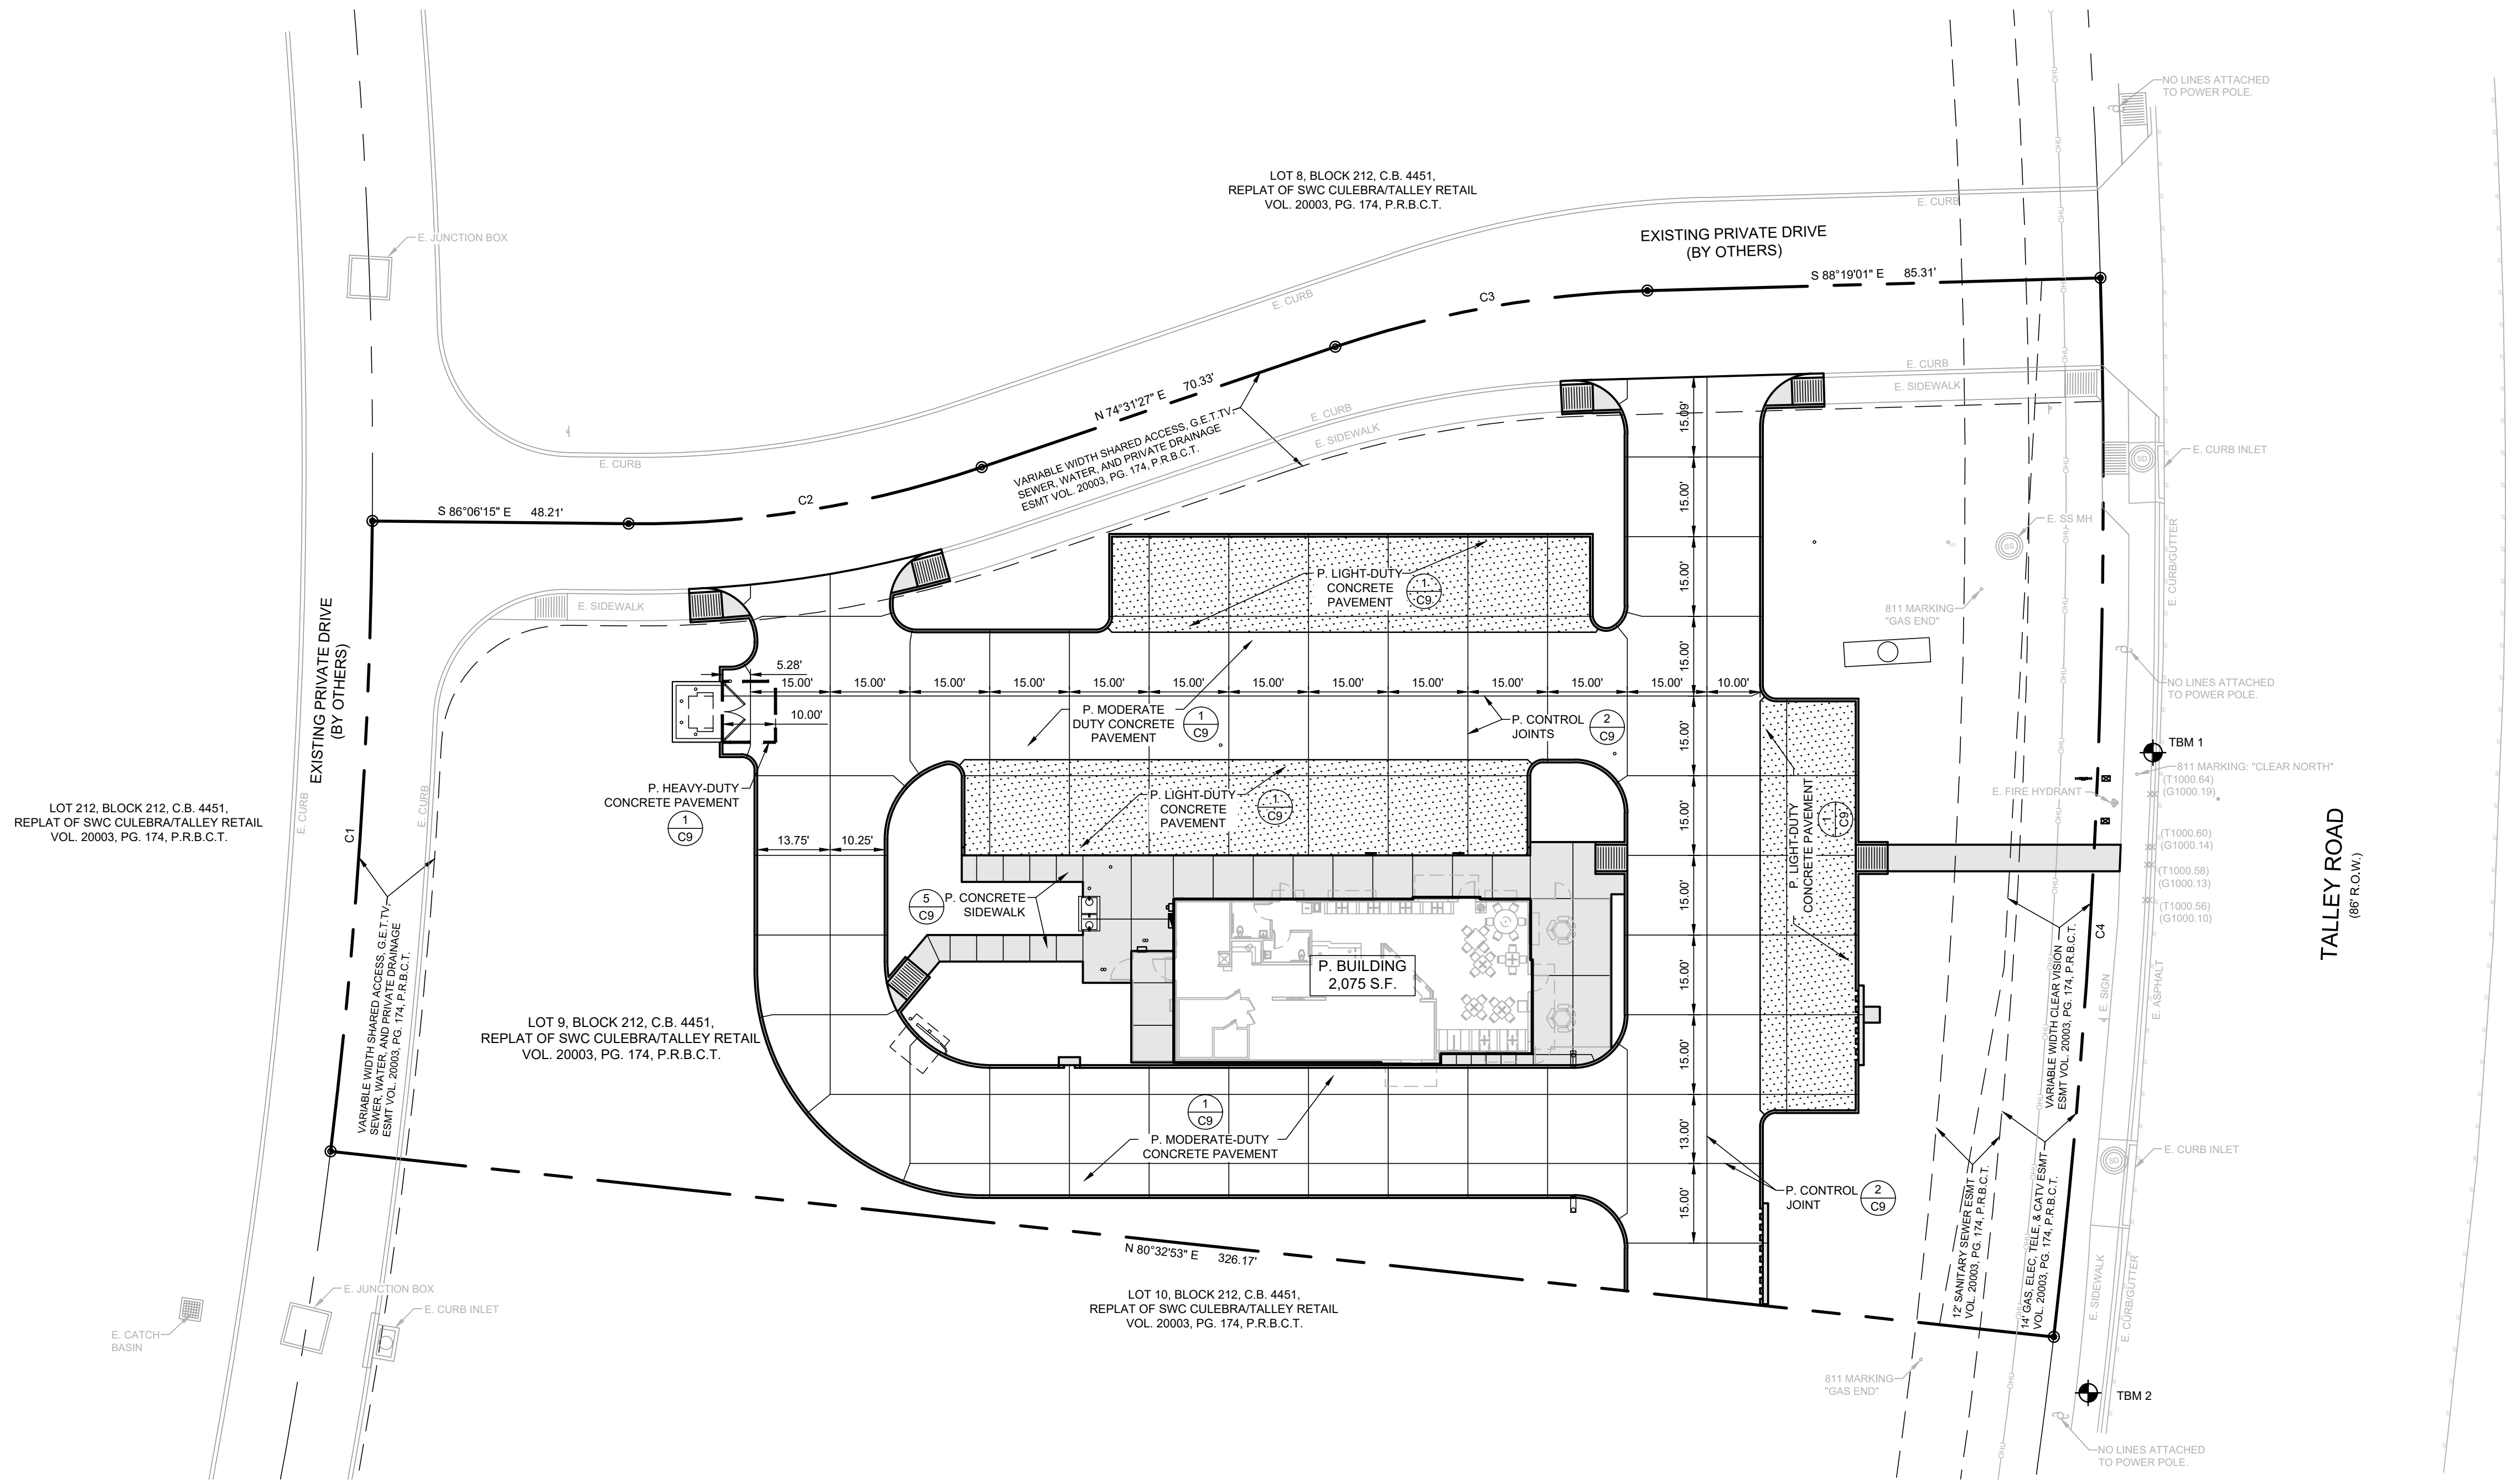 NO LINES ATTACHED
TO POWER POLE.
LOT 8, BLOCK 212, C.B. 4451,
REPLAT OF SWC CULEBRA/TALLEY RETAIL
VOL. 20003, PG. 174, P.R.B.C.T.
E. CURB
EXISTING PRIVATE DRIVE
(BY OTHERS)
E. JUNCTION BOX
S 88°19'01" E 85.31'
C3
E. CURB
E. CURB
E. SIDEWALK
N 74°31'27" E 70.33'
E. CURB
E. SIDEWALK
VARIABLE WIDTH SHARED ACCESS, G.E.T.TV,
SEWER, WATER, AND PRIVATE DRAINAGE
ESMT VOL. 20003, PG. 174, P.R.B.C.T.
15.09'
E. CURB INLET
SD
E. CURB
C2
S 86°06'15" E 48.21'
15.00'
E. SS MH
SS
E. CURB/GUTTER
P. LIGHT-DUTY
CONCRETE
PAVEMENT
1
C9
15.00'
E. SIDEWALK
811 MARKING
"GAS END"
EXISTING PRIVATE DRIVE
(BY OTHERS)
15.00'
5.28'
15.00'
15.00'
15.00'
15.00'
15.00'
15.00'
15.00'
15.00'
15.00'
15.00'
15.00'
15.00'
10.00'
NO LINES ATTACHED
TO POWER POLE.
10.00'
P. MODERATE
DUTY CONCRETE
PAVEMENT
1
C9
P. CONTROL
JOINTS
2
C9
15.00'
TBM 1
811 MARKING: "CLEAR NORTH"
(T1000.64)
(G1000.19)
E. FIRE HYDRANT
P. HEAVY-DUTY
CONCRETE PAVEMENT
1
C9
P. LIGHT-DUTY
CONCRETE
PAVEMENT
1
C9
15.00'
P. LIGHT-DUTY
CONCRETE PAVEMENT
1
C9
LOT 212, BLOCK 212, C.B. 4451,
REPLAT OF SWC CULEBRA/TALLEY RETAIL
VOL. 20003, PG. 174, P.R.B.C.T.
E. CURB
C1
E. CURB
13.75'
10.25'
(T1000.60)
(G1000.14)
(T1000.58)
(G1000.13)
(T1000.56)
(G1000.10)
TALLEY ROAD
(86' R.O.W.)
15.00'
5
C9
P. CONCRETE
SIDEWALK
C4
15.00'
P. BUILDING
2,075 S.F.
VARIABLE WIDTH SHARED ACCESS, G.E.T.TV,
SEWER, WATER, AND PRIVATE DRAINAGE
ESMT VOL. 20003, PG. 174, P.R.B.C.T.
VARIABLE WIDTH CLEAR VISION
ESMT VOL. 20003, PG. 174, P.R.B.C.T.
E. SIGN
E. ASPHALT
LOT 9, BLOCK 212, C.B. 4451,
REPLAT OF SWC CULEBRA/TALLEY RETAIL
VOL. 20003, PG. 174, P.R.B.C.T.
15.00'
1
C9
P. MODERATE-DUTY
CONCRETE PAVEMENT
13.00'
E. CURB INLET
SD
P. CONTROL
JOINT
2
C9
15.00'
12' SANITARY SEWER ESMT
VOL. 20003, PG. 174, P.R.B.C.T.
14' GAS, ELEC, TELE, & CATV ESMT
VOL. 20003, PG. 174, P.R.B.C.T.
N 80°32'53" E 326.17'
E. SIDEWALK
E. CURB/GUTTER
E. JUNCTION BOX
E. CURB INLET
LOT 10, BLOCK 212, C.B. 4451,
REPLAT OF SWC CULEBRA/TALLEY RETAIL
VOL. 20003, PG. 174, P.R.B.C.T.
E. CATCH
BASIN
811 MARKING
"GAS END"
TBM 2
NO LINES ATTACHED
TO POWER POLE.